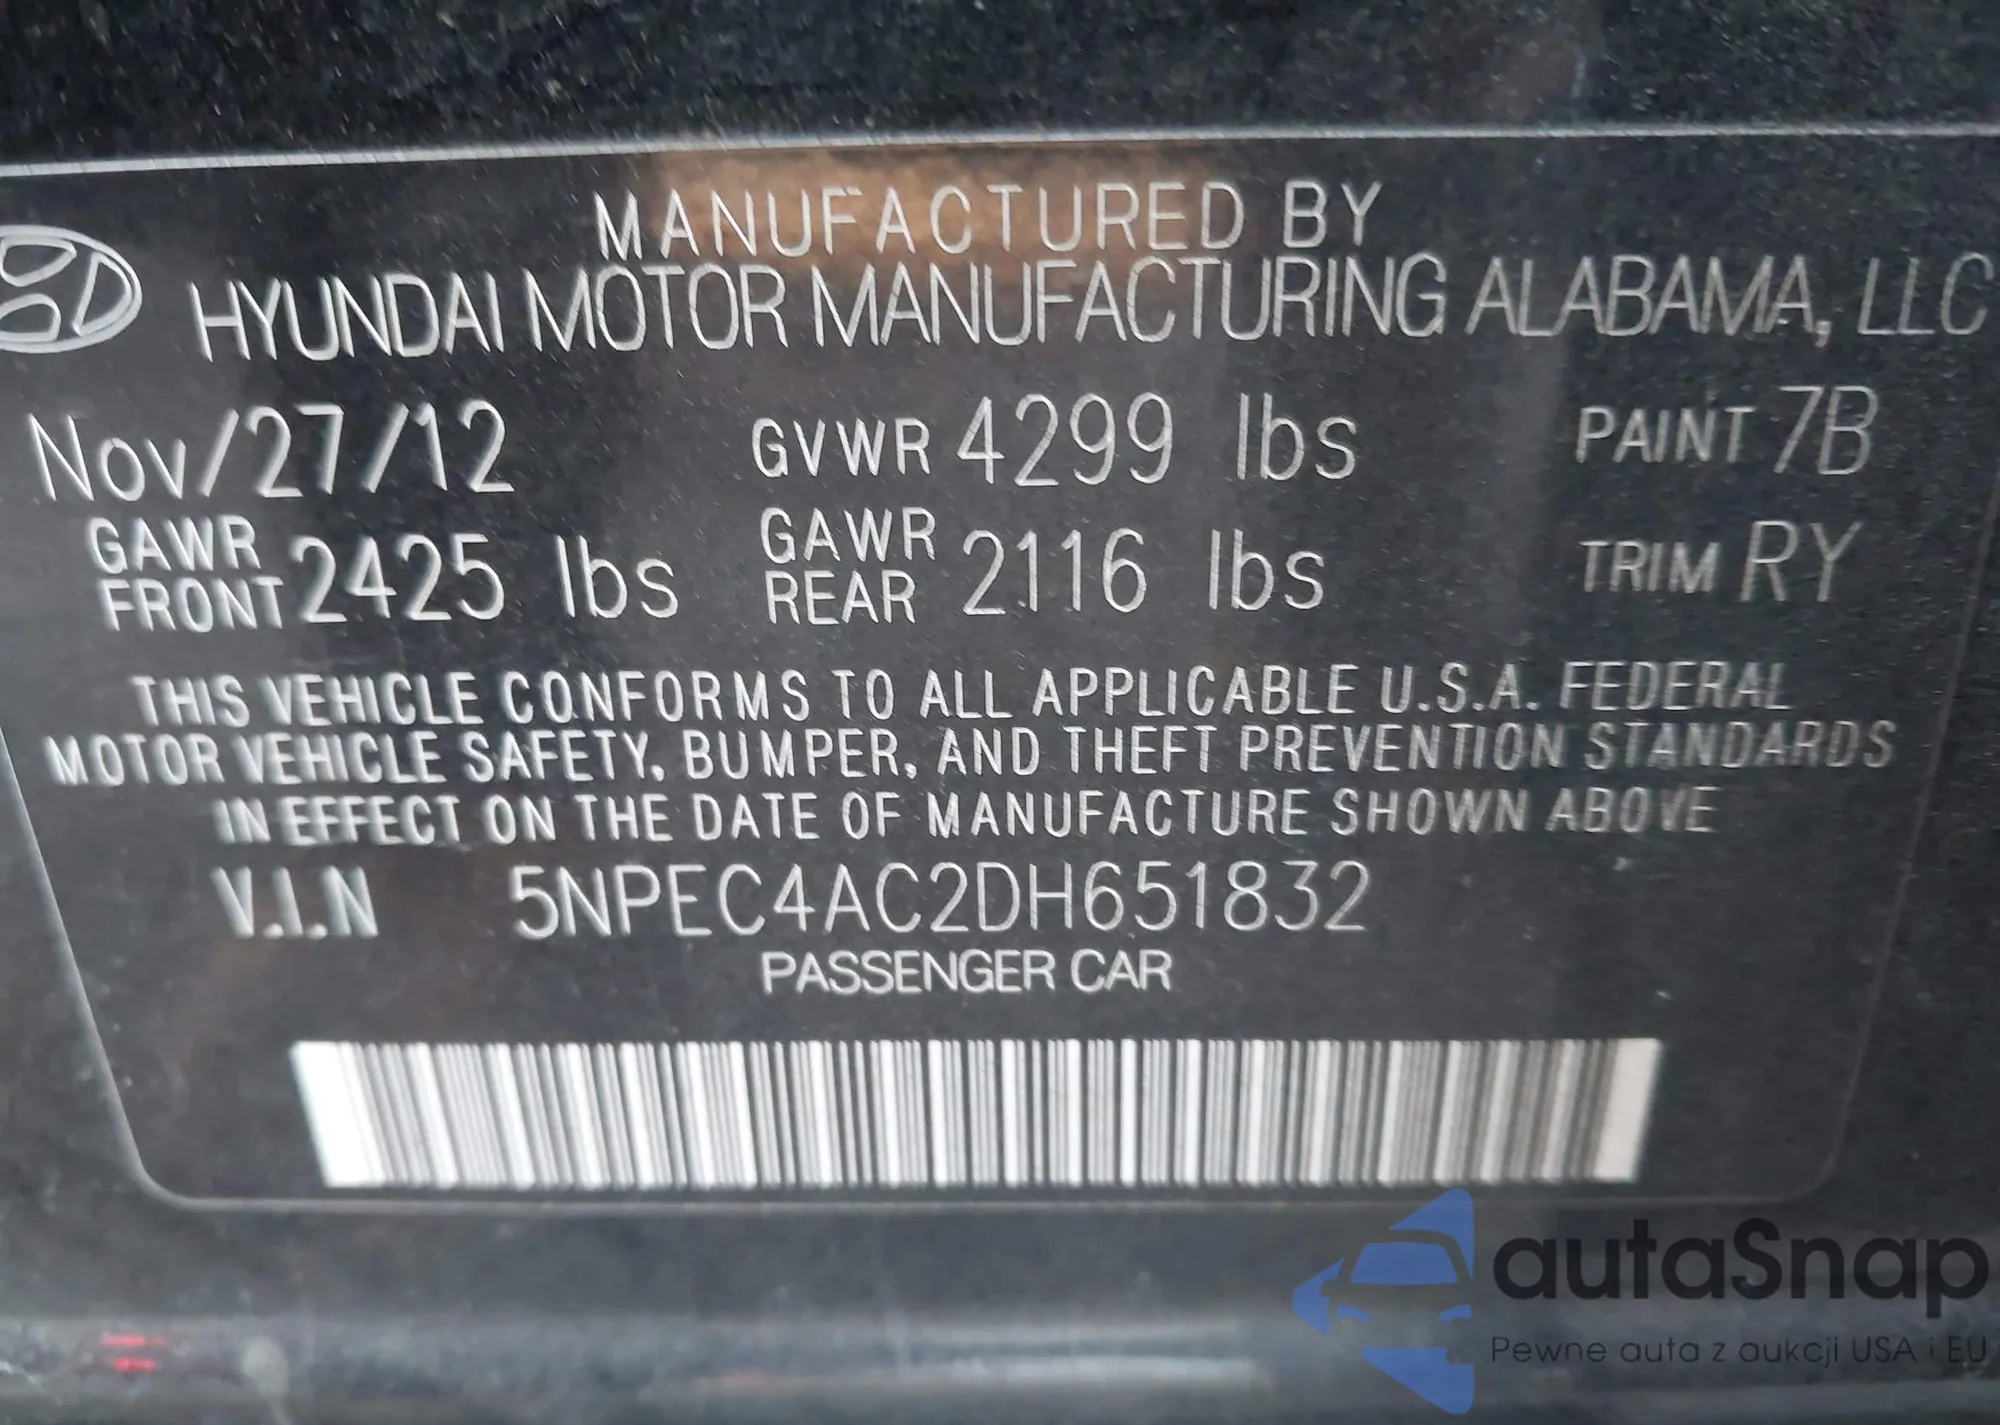 MANUFACTURED BY
HYUNDAI MOTOR MANUFACTURING ALABAMA, LLC
Nov/27/12 GVWR 4299 lbs PAINT 7B
GAWR FRONT 2425 lbs GAWR REAR 2116 lbs TRIM RY
THIS VEHICLE CONFORMS TO ALL APPLICABLE U.S.A. FEDERAL
MOTOR VEHICLE SAFETY, BUMPER, AND THEFT PREVENTION STANDARDS
IN EFFECT ON THE DATE OF MANUFACTURE SHOWN ABOVE
V.I.N 5NPEC4AC2DH651832
PASSENGER CAR
autaSnap
Pewne auta z aukcji USA i EU